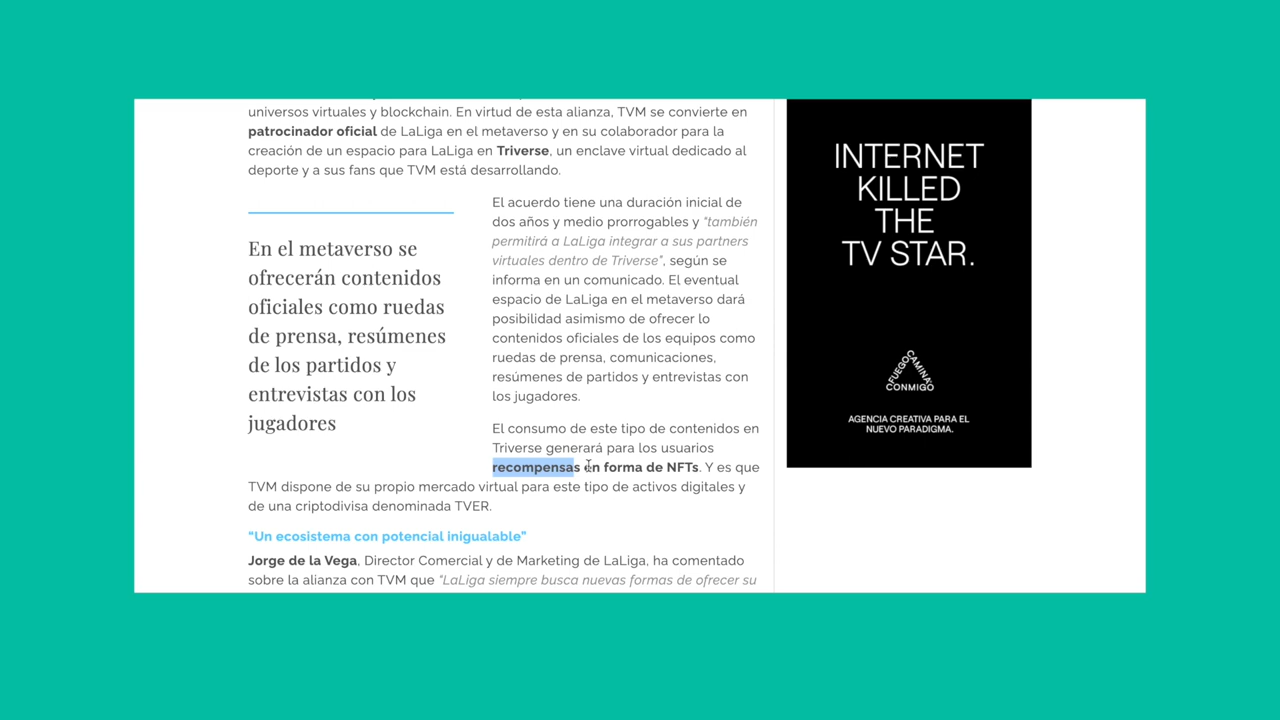 universos virtuales y blockchain. En virtud de esta alianza, TVM se convierte en
patrocinador oficial de LaLiga en el metaverso y en su colaborador para la
creación de un espacio para LaLiga en Triverse, un enclave virtual dedicado al
deporte y a sus fans que TVM está desarrollando.
En el metaverso se
ofrecerán contenidos
oficiales como ruedas
de prensa, resúmenes
de los partidos y
entrevistas con los
jugadores
El acuerdo tiene una duración inicial de
dos años y medio prorrogables y “también
permitirá a LaLiga integrar a sus partners
virtuales dentro de Triverse”, según se
informa en un comunicado. El eventual
espacio de LaLiga en el metaverso dará
posibilidad asimismo de ofrecer lo
contenidos oficiales de los equipos como
ruedas de prensa, comunicaciones,
resúmenes de partidos y entrevistas con
los jugadores.
El consumo de este tipo de contenidos en
Triverse generará para los usuarios
recompensas en forma de NFTs. Y es que
TVM dispone de su propio mercado virtual para este tipo de activos digitales y
de una criptodivisa denominada TVER.
“Un ecosistema con potencial inigualable”
Jorge de la Vega, Director Comercial y de Marketing de LaLiga, ha comentado
sobre la alianza con TVM que “LaLiga siempre busca nuevas formas de ofrecer su
INTERNET
KILLED
THE
TV STAR.
FUEGO
CAMINA
CONMIGO
AGENCIA CREATIVA PARA EL
NUEVO PARADIGMA.